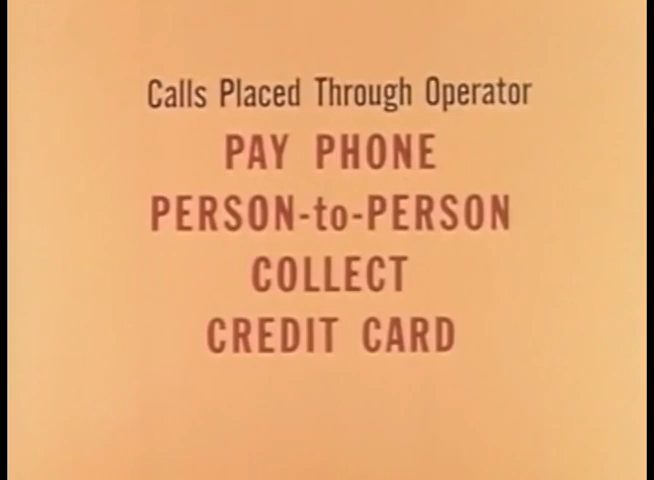 Calls Placed Through Operator
PAY PHONE
PERSON-to-PERSON
COLLECT
CREDIT CARD